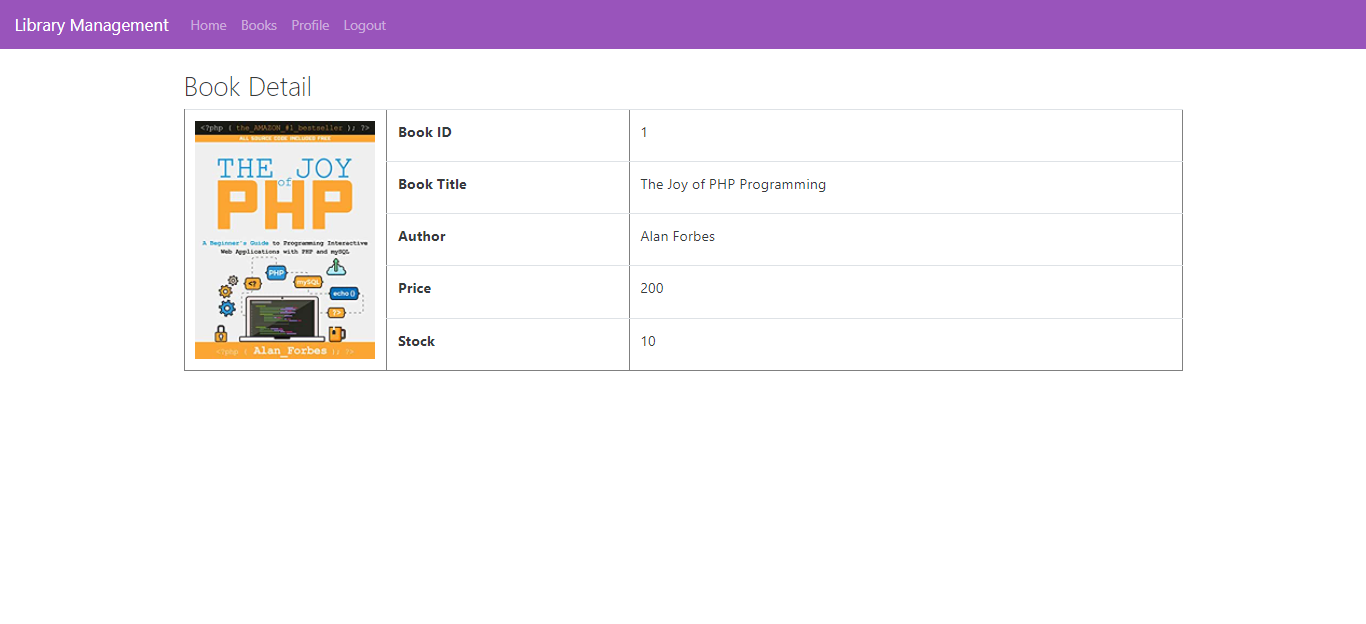 Library Management Home Books Profile Logout
Book Detail
<?php ( the_AMAZON_#1_bestseller ); ?>
ALL SOURCE CODE INCLUDED FREE
THE JOY
of
PHP
A Beginner's Guide to Programming Interactive
Web Applications with PHP and mySQL
PHP
<?
mySQL
echo ()
?>
<?php ( Alan_Forbes ); ?>
Book ID 1
Book Title The Joy of PHP Programming
Author Alan Forbes
Price 200
Stock 10